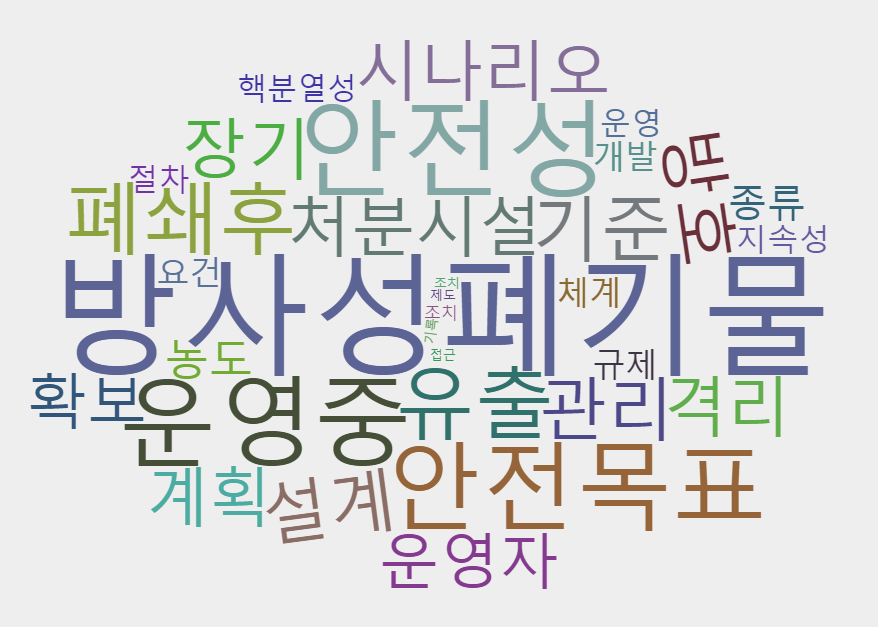 시나리오
핵분열성
안전성
운영
장기
개발
방호
절차
폐쇄후
처분시설
기준
종류
지속성
방사성폐기물
요건
조치
제도
체계
조치
기록
접근
농도
규제
확보
운영중
유출
관리
격리
계획
설계
안전목표
운영자